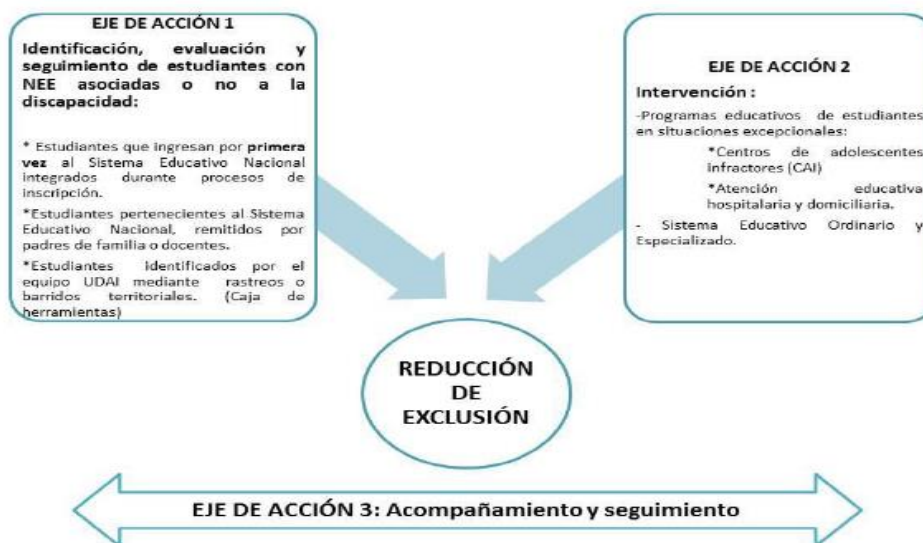 EJE DE ACCIÓN 1
Identificación, evaluación y
seguimiento de estudiantes con
NEE asociadas o no a la
discapacidad:
* Estudiantes que ingresan por primera
vez al Sistema Educativo Nacional
integrados durante procesos de
inscripción.
*Estudiantes pertenecientes al Sistema
Educativo Nacional, remitidos por
padres de familia o docentes.
*Estudiantes identificados por el
equipo UDAI mediante rastreos o
barridos territoriales. (Caja de
herramientas)
EJE DE ACCIÓN 2
Intervención :
-Programas educativos de estudiantes
en situaciones excepcionales:
*Centros de adolescentes
infractores (CAI)
*Atención educativa
hospitalaria y domiciliaria.
- Sistema Educativo Ordinario y
Especializado.
REDUCCIÓN
DE
EXCLUSIÓN
EJE DE ACCIÓN 3: Acompañamiento y seguimiento